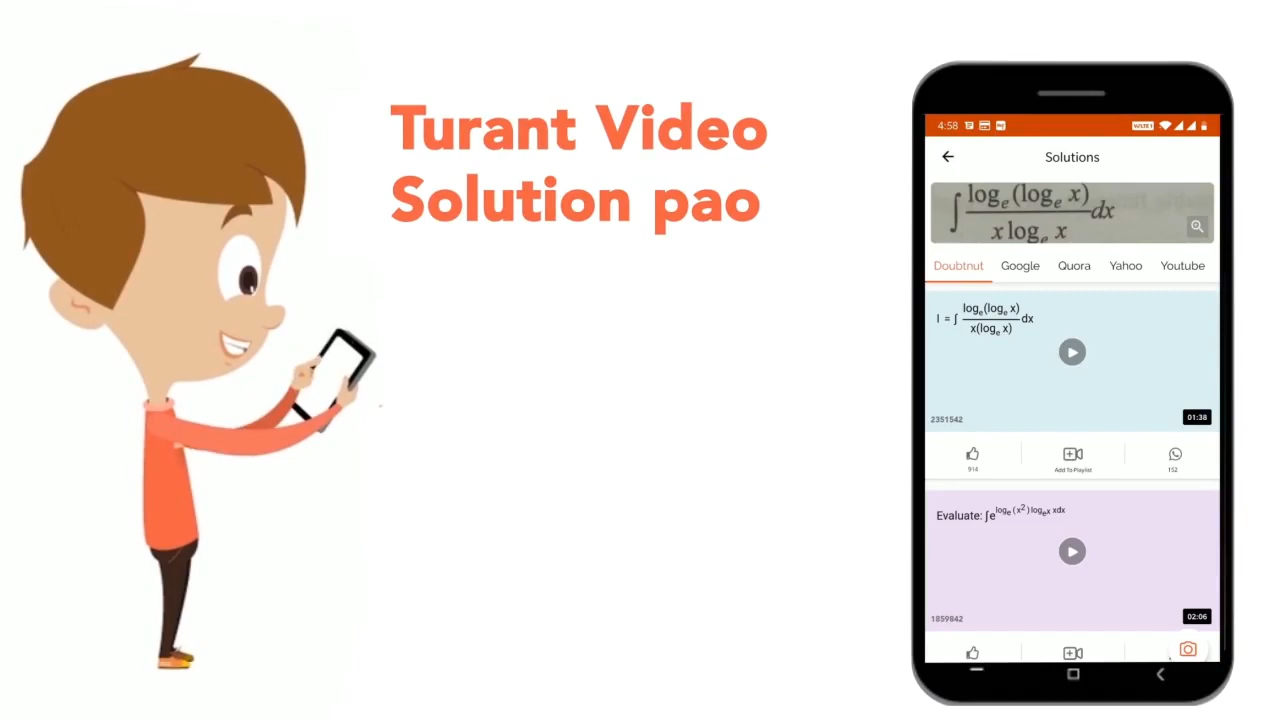 Turant Video
Solution pao
4:58
VoLTE1
Solutions
∫ logₑ(logₑ x) / x logₑ x dx
Doubtnut Google Quora Yahoo Youtube
I = ∫ logₑ(logₑ x) / x(logₑ x) dx
2351542 01:38
914 Add To Playlist 152
Evaluate: ∫e^logₑ(x²)logₑx xdx
1859842 02:06